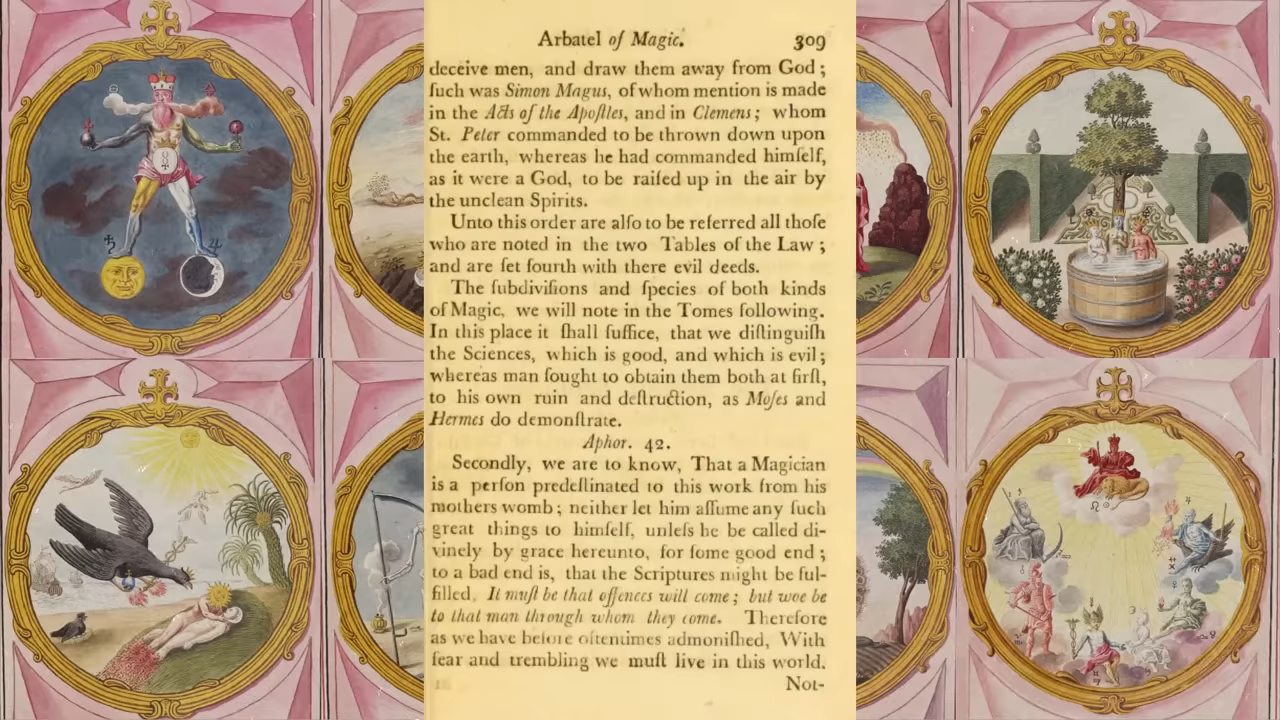 Arbatel of Magic. 309
deceive men, and draw them away from God;
ſuch was Simon Magus, of whom mention is made
in the Acts of the Apoſtles, and in Clemens; whom
St. Peter commanded to be thrown down upon
the earth, whereas he had commanded himſelf,
as it were a God, to be raiſed up in the air by
the unclean Spirits.
Unto this order are alſo to be referred all thoſe
who are noted in the two Tables of the Law;
and are ſet fourth with there evil deeds.
The ſubdiviſions and ſpecies of both kinds
of Magic, we will note in the Tomes following.
In this place it ſhall ſuffice, that we diſtinguiſh
the Sciences, which is good, and which is evil;
whereas man ſought to obtain them both at firſt,
to his own ruin and deſtruction, as Moſes and
Hermes do demonſtrate.
Aphor. 42.
Secondly, we are to know, That a Magician
is a perſon predeſtinated to this work from his
mothers womb; neither let him aſſume any ſuch
great things to himſelf, unleſs he be called di-
vinely by grace hereunto, for ſome good end;
to a bad end is, that the Scriptures might be ful-
filled, It muſt be that offences will come; but woe be
to that man through whom they come. Therefore
as we have before oftentimes admoniſhed, With
fear and trembling we muſt live in this world.
Not-